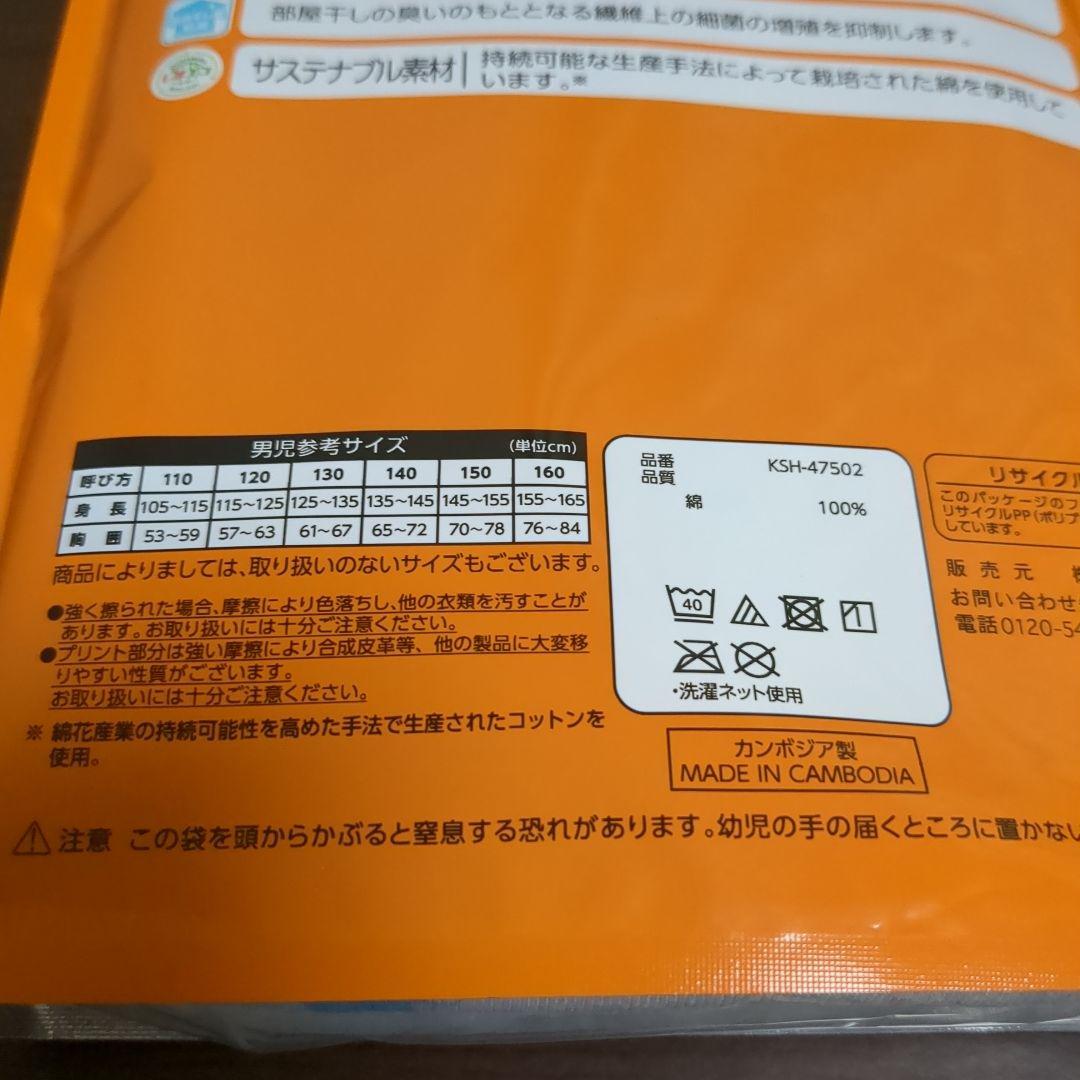 部屋干しの臭いのもととなる繊維上の細菌の増殖を抑制します。
サステナブル素材 持続可能な生産手法によって栽培された綿を使用して
います。※
男児参考サイズ (単位cm)
呼び方 110 120 130 140 150 160
身長 105〜115 115〜125 125〜135 135〜145 145〜155 155〜165
胸囲 53〜59 57〜63 61〜67 65〜72 70〜78 76〜84
商品によりましては、取り扱いのないサイズもございます。
●強く擦られた場合、摩擦により色落ちし、他の衣類を汚すことが
あります。お取り扱いには十分ご注意ください。
●プリント部分は強い摩擦により合成皮革等、他の製品に大変移
りやすい性質がございます。
お取り扱いには十分ご注意ください。
※ 綿花産業の持続可能性を高めた手法で生産されたコットンを
使用。
品番 KSH-47502
品質
綿 100%
40
・洗濯ネット使用
カンボジア製
MADE IN CAMBODIA
リサイクル
このパッケージのフ
リサイクルPP(ポリプ
しています。
販売元
お問い合わせ
電話0120-54
注意 この袋を頭からかぶると窒息する恐れがあります。幼児の手の届くところに置かない